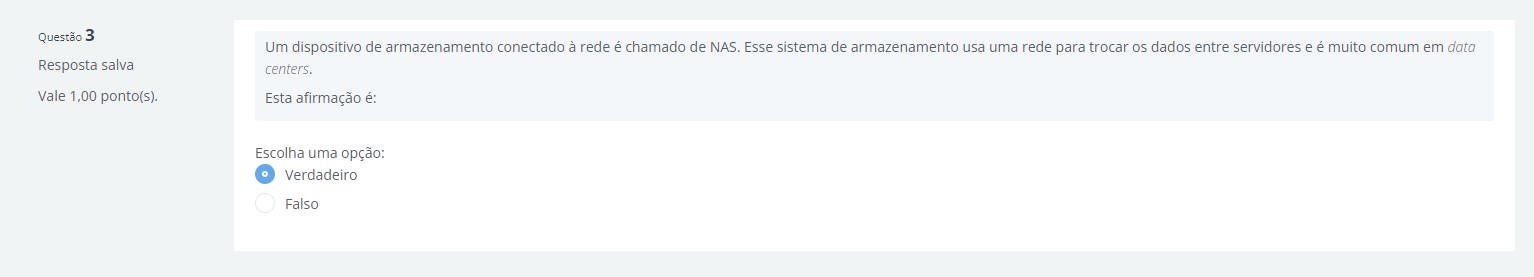 Questão 3
Resposta salva
Vale 1,00 ponto(s).
Um dispositivo de armazenamento conectado à rede é chamado de NAS. Esse sistema de armazenamento usa uma rede para trocar os dados entre servidores e é muito comum em data
centers.
Esta afirmação é:
Escolha uma opção:
Verdadeiro
Falso